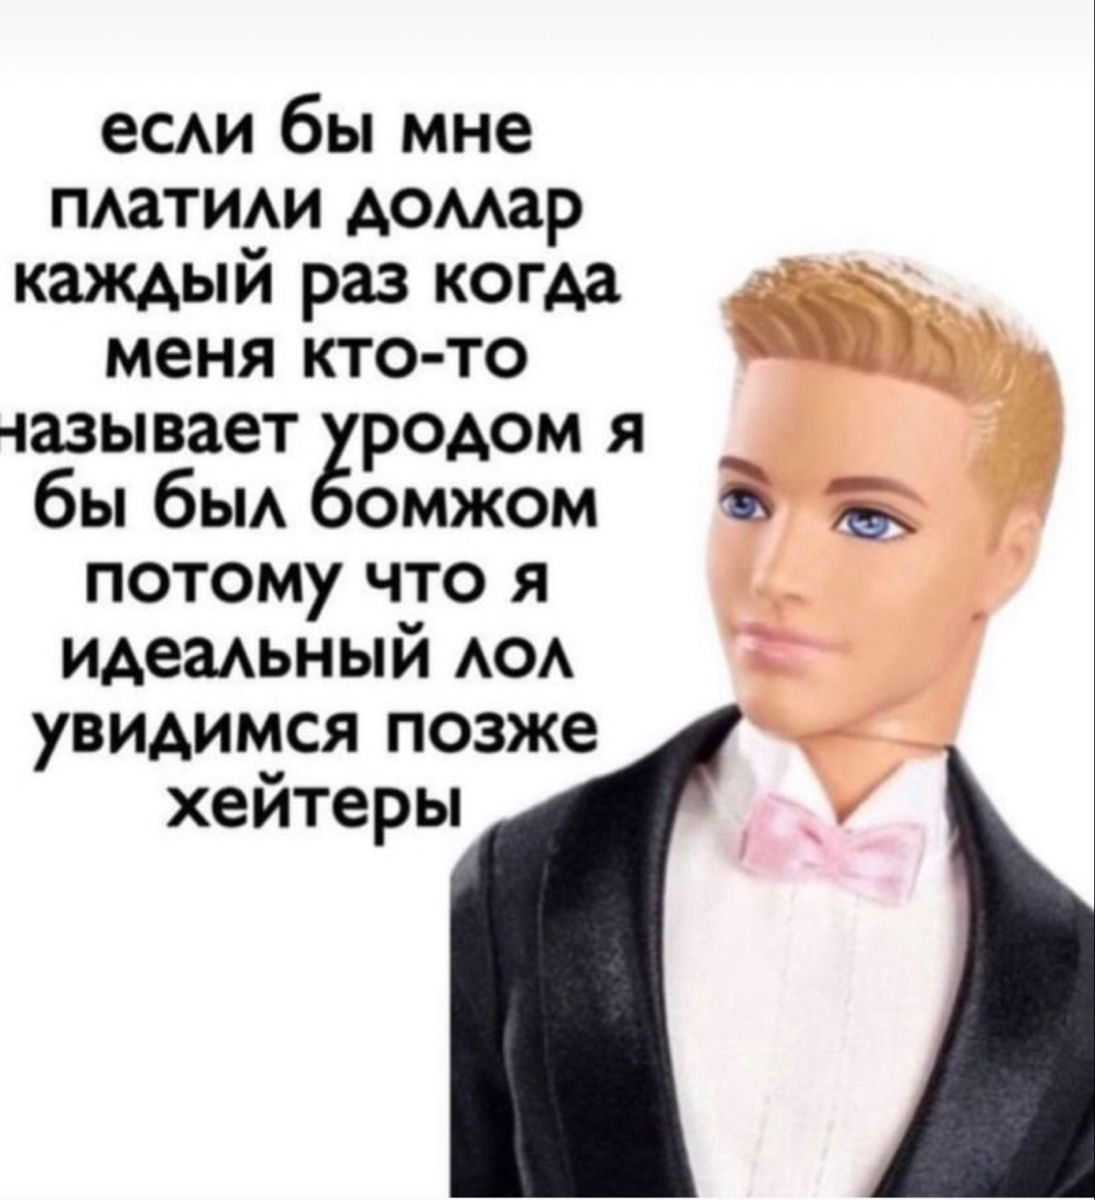 если бы мне
платили доллар
каждый раз когда
меня кто-то
называет уродом я
бы был бомжом
потому что я
идеальный лол
увидимся позже
хейтеры